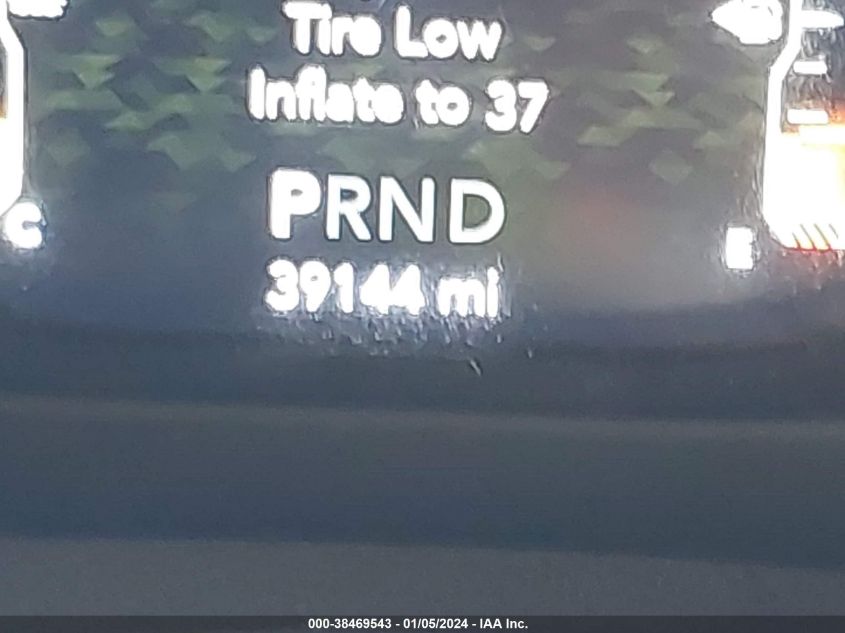 Tire Low
Inflate to 37
PRND
39144 mi
C
E
000-38469543 - 01/05/2024 - IAA Inc.